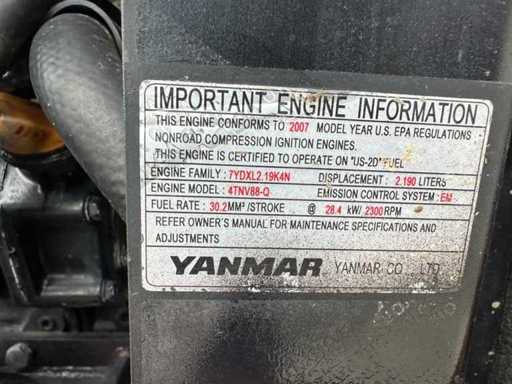 IMPORTANT ENGINE INFORMATION
THIS ENGINE CONFORMS TO 2007 MODEL YEAR U.S. EPA REGULATIONS
NONROAD COMPRESSION IGNITION ENGINES.
THIS ENGINE IS CERTIFIED TO OPERATE ON "US-2D" FUEL
ENGINE FAMILY : 7YDXL2.19K4N DISPLACEMENT : 2.190 LITERS
ENGINE MODEL : 4TNV88-Q EMISSION CONTROL SYSTEM : EM
FUEL RATE : 30.2MM³ /STROKE @ 28.4 kW/ 2300RPM
REFER OWNER'S MANUAL FOR MAINTENANCE SPECIFICATIONS AND
ADJUSTMENTS
YANMAR YANMAR CO., LTD.